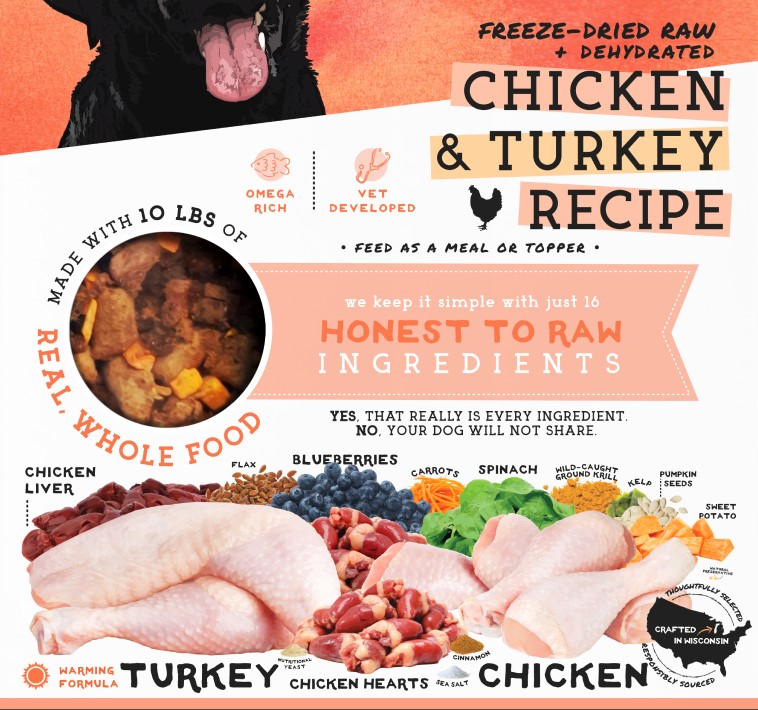 FREEZE-DRIED RAW
+ DEHYDRATED
CHICKEN
& TURKEY
RECIPE
OMEGA
RICH
VET
DEVELOPED
• FEED AS A MEAL OR TOPPER •
MADE WITH 10 LBS OF
REAL, WHOLE FOOD
we keep it simple with just 16
HONEST TO RAW
INGREDIENTS
YES, THAT REALLY IS EVERY INGREDIENT.
NO, YOUR DOG WILL NOT SHARE.
CHICKEN
LIVER
FLAX
BLUEBERRIES
CARROTS
SPINACH
WILD-CAUGHT
GROUND KRILL
KELP
PUMPKIN
SEEDS
SWEET
POTATO
NATURAL
PRESERVATIVE
THOUGHTFULLY SELECTED
CRAFTED
IN WISCONSIN
RESPONSIBLY SOURCED
WARMING
FORMULA
TURKEY
NUTRITIONAL
YEAST
CHICKEN HEARTS
SEA SALT
CINNAMON
CHICKEN